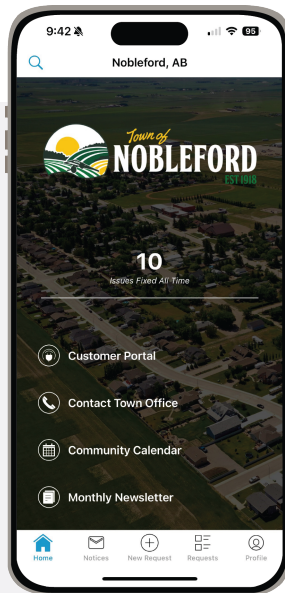 9:42
95
Nobleford, AB
Town of
NOBLEFORD
EST 1918
10
Issues Fixed All Time
Customer Portal
Contact Town Office
Community Calendar
Monthly Newsletter
Home Notices New Request Requests Profile